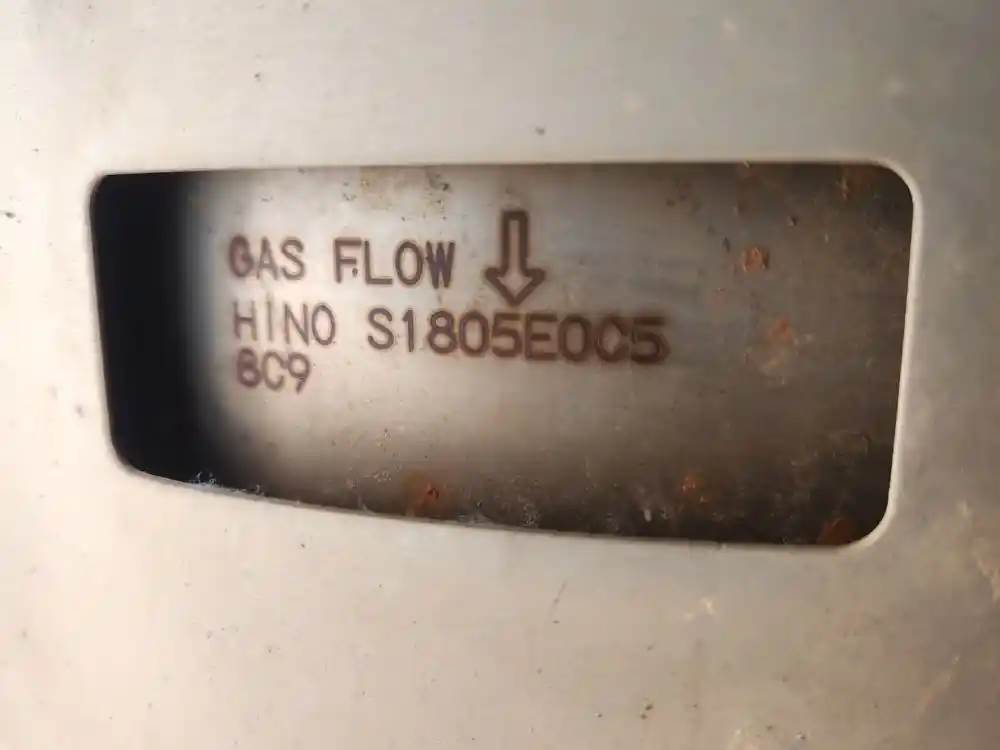 GAS FLOW
HINO S1805E0C5
8C9